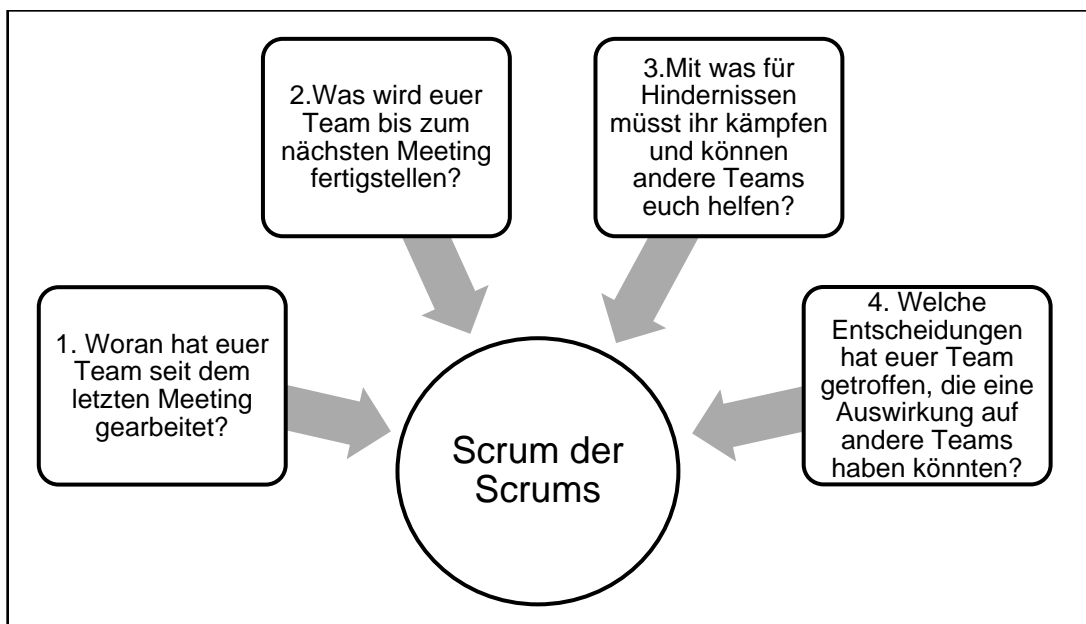 1. Woran hat euer
Team seit dem
letzten Meeting
gearbeitet?
2.Was wird euer
Team bis zum
nächsten Meeting
fertigstellen?
3.Mit was für
Hindernissen
müsst ihr kämpfen
und können
andere Teams
euch helfen?
4. Welche
Entscheidungen
hat euer Team
getroffen, die eine
Auswirkung auf
andere Teams
haben könnten?
Scrum der
Scrums